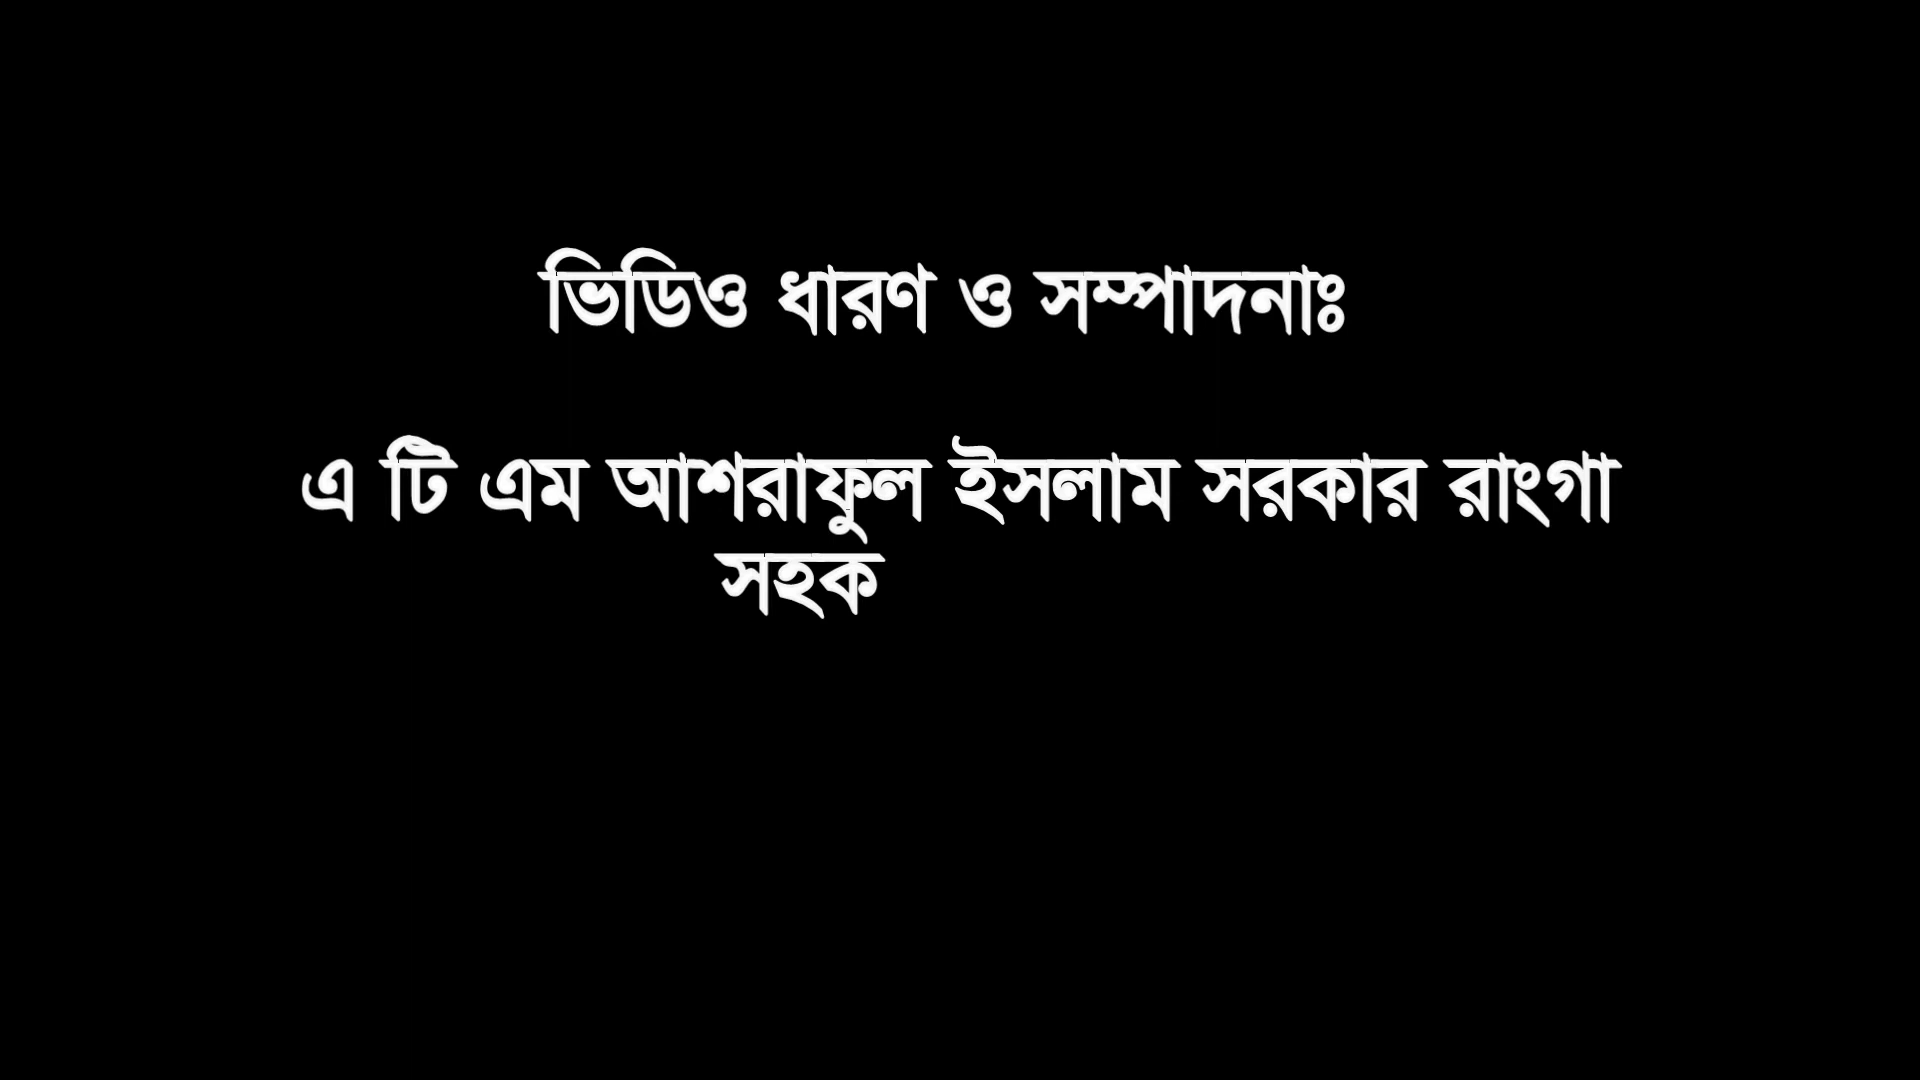 ভিডিও ধারণ ও সম্পাদনাঃ
এ টি এম আশরাফুল ইসলাম সরকার রাংগা
সহক